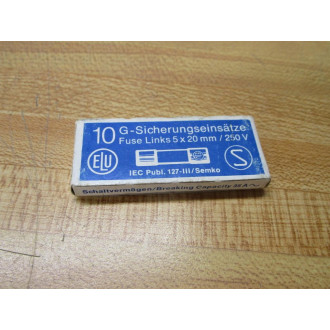 10 G-Sicherungseinsätze
Fuse Links 5 x 20 mm / 250 V
ELU
S
IEC Publ. 127-III/Semko
Schaltvermögen/Breaking Capacity